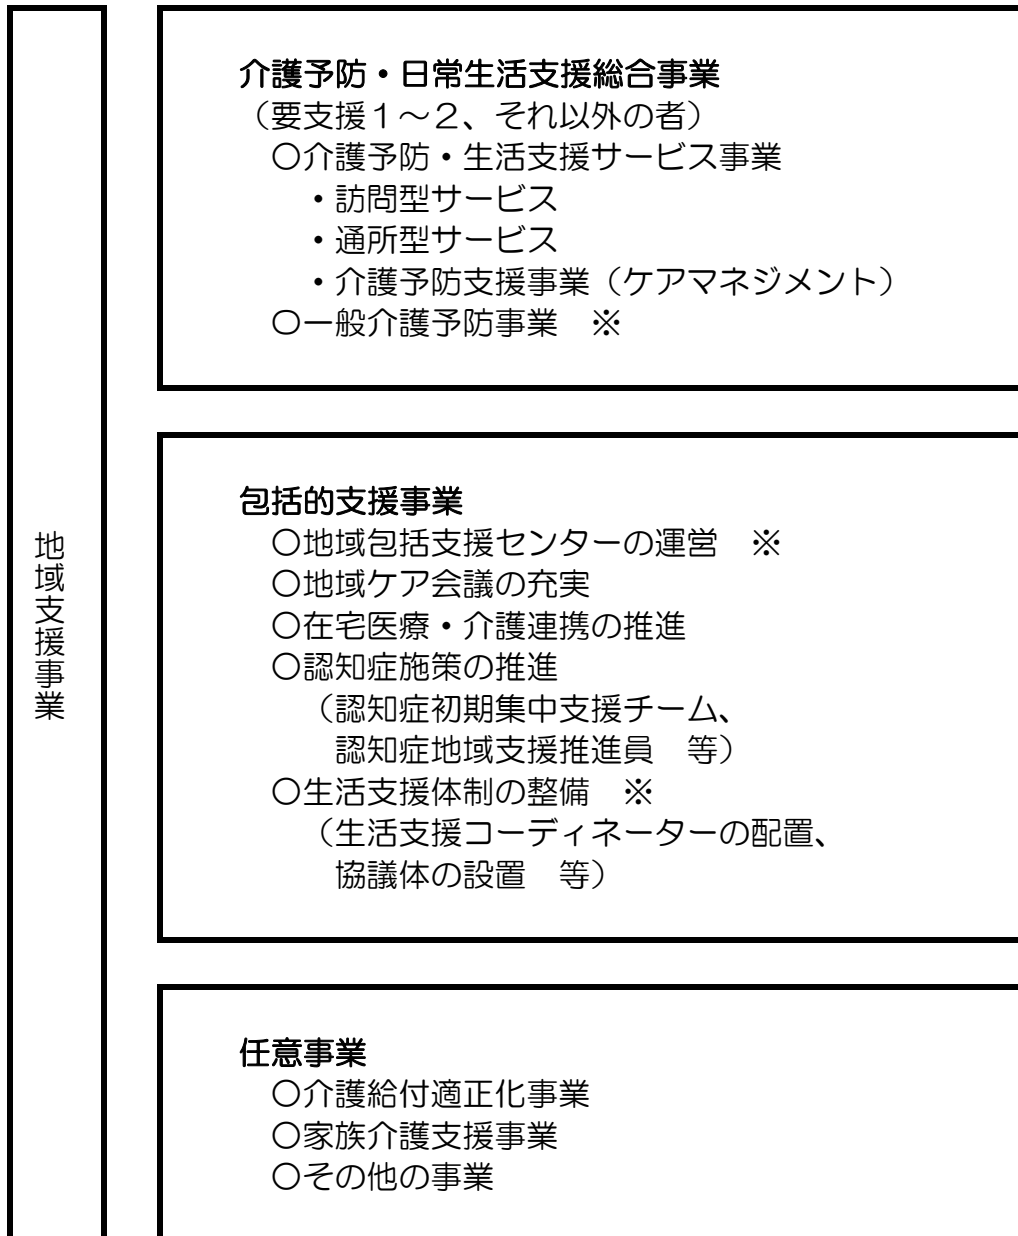 地域支援事業
介護予防・日常生活支援総合事業
（要支援１～２、それ以外の者）
〇介護予防・生活支援サービス事業
・訪問型サービス
・通所型サービス
・介護予防支援事業（ケアマネジメント）
〇一般介護予防事業　※
包括的支援事業
〇地域包括支援センターの運営　※
〇地域ケア会議の充実
〇在宅医療・介護連携の推進
〇認知症施策の推進
（認知症初期集中支援チーム、
認知症地域支援推進員　等）
〇生活支援体制の整備　※
（生活支援コーディネーターの配置、
協議体の設置　等）
任意事業
〇介護給付適正化事業
〇家族介護支援事業
〇その他の事業